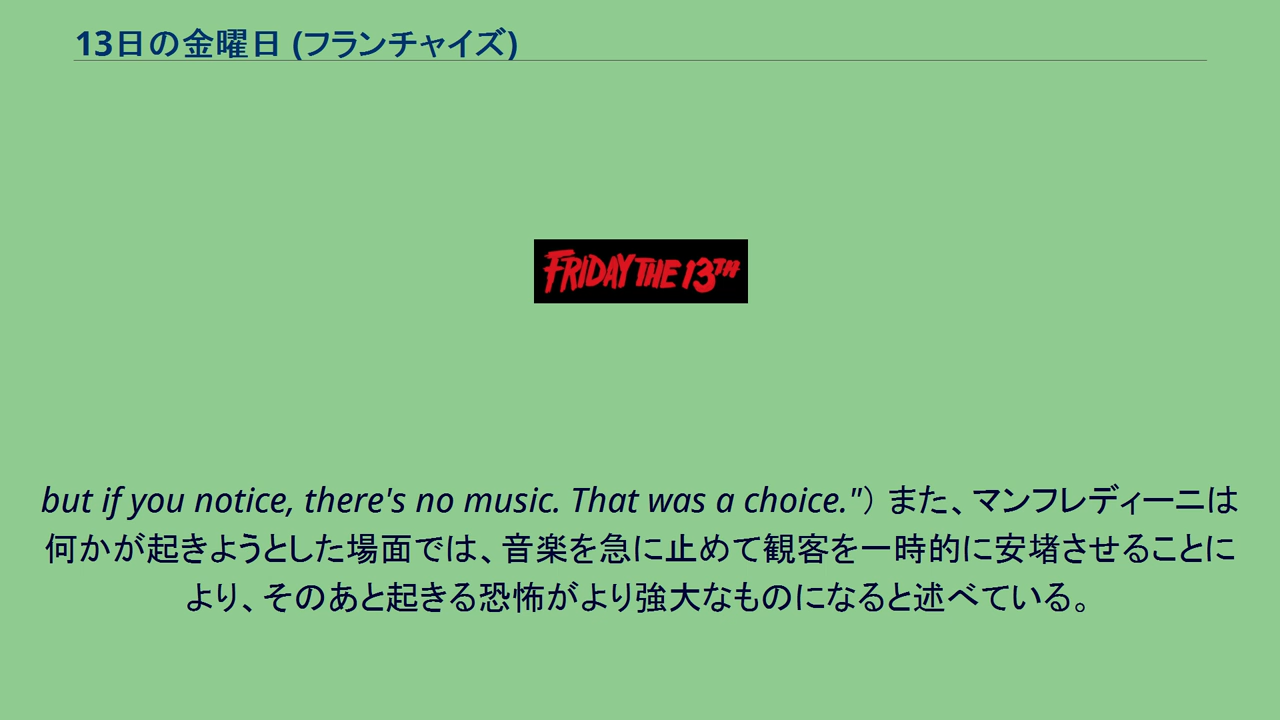 13日の金曜日 (フランチャイズ)
FRIDAY THE 13TH
but if you notice, there's no music. That was a choice."）また、マンフレディーニは
何かが起きようとした場面では、音楽を急に止めて観客を一時的に安堵させることに
より、そのあと起きる恐怖がより強大なものになると述べている。